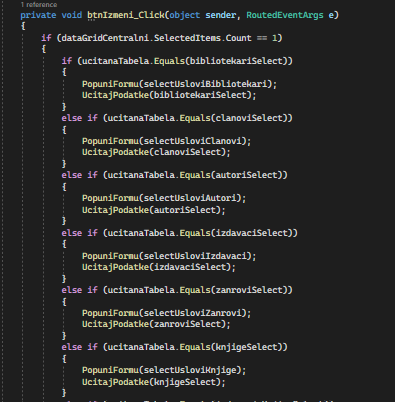 1 reference
private void btnIzmeni_Click(object sender, RoutedEventArgs e)
{
if (dataGridCentralni.SelectedItems.Count == 1)
{
if (ucitanaTabela.Equals(bibliotekariSelect))
{
PopuniFormu(selectUsloviBibliotekari);
UcitajPodatke(bibliotekariSelect);
}
else if (ucitanaTabela.Equals(clanoviSelect))
{
PopuniFormu(selectUsloviClanovi);
UcitajPodatke(clanoviSelect);
}
else if (ucitanaTabela.Equals(autoriSelect))
{
PopuniFormu(selectUsloviAutori);
UcitajPodatke(autoriSelect);
}
else if (ucitanaTabela.Equals(izdavaciSelect))
{
PopuniFormu(selectUsloviIzdavaci);
UcitajPodatke(izdavaciSelect);
}
else if (ucitanaTabela.Equals(zanroviSelect))
{
PopuniFormu(selectUsloviZanrovi);
UcitajPodatke(zanroviSelect);
}
else if (ucitanaTabela.Equals(knjigeSelect))
{
PopuniFormu(selectUsloviKnjige);
UcitajPodatke(knjigeSelect);
}